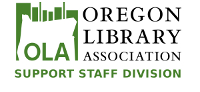 OLA
OREGON
LIBRARY
ASSOCIATION
SUPPORT STAFF DIVISION